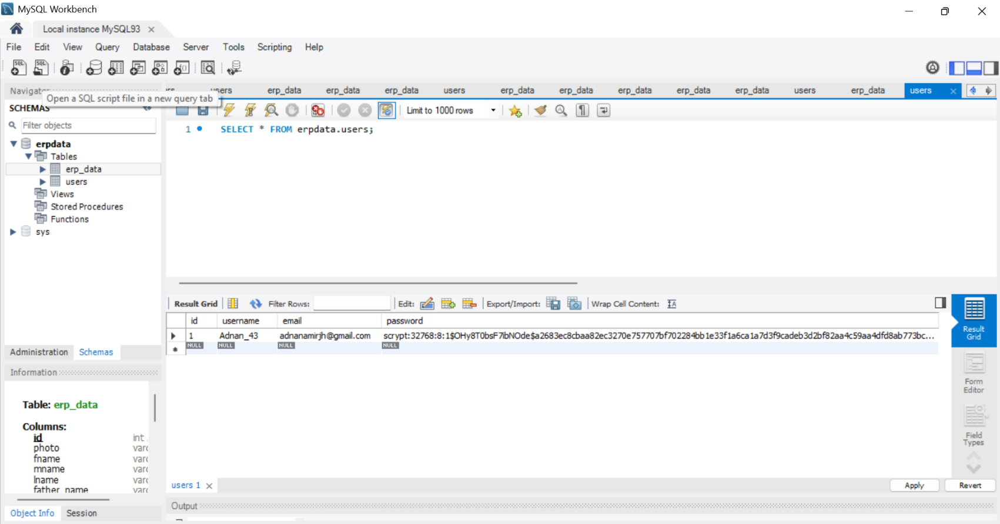 MySQL Workbench
Local instance MySQL93
File Edit View Query Database Server Tools Scripting Help
Navigator
users erp_data erp_data erp_data users erp_data erp_data erp_data erp_data erp_data users erp_data users
Open a SQL script file in a new query tab
SCHEMAS
Limit to 1000 rows
Filter objects
1 SELECT * FROM erpdata.users;
erpdata
Tables
erp_data
users
Views
Stored Procedures
Functions
sys
Result Grid Filter Rows: Edit: Export/Import: Wrap Cell Content:
id username email password
1 Adnan_43 adnanamirjh@gmail.com scrypt:32768:8:1$OHy8T0bsF7ibNOde$a2683ec8cbaa82ec3270e757707bf702284bb1e33f1a6ca1a7d3f9cadeb3d2bf82aa4c59aa4dfd8ab773bc...
NULL NULL NULL NULL
Result Grid
Form Editor
Field Types
Administration Schemas
Information
Table: erp_data
Columns:
id int
photo varc
fname varc
mname varc
lname varc
father_name varc
users 1
Apply Revert
Output
Object Info Session